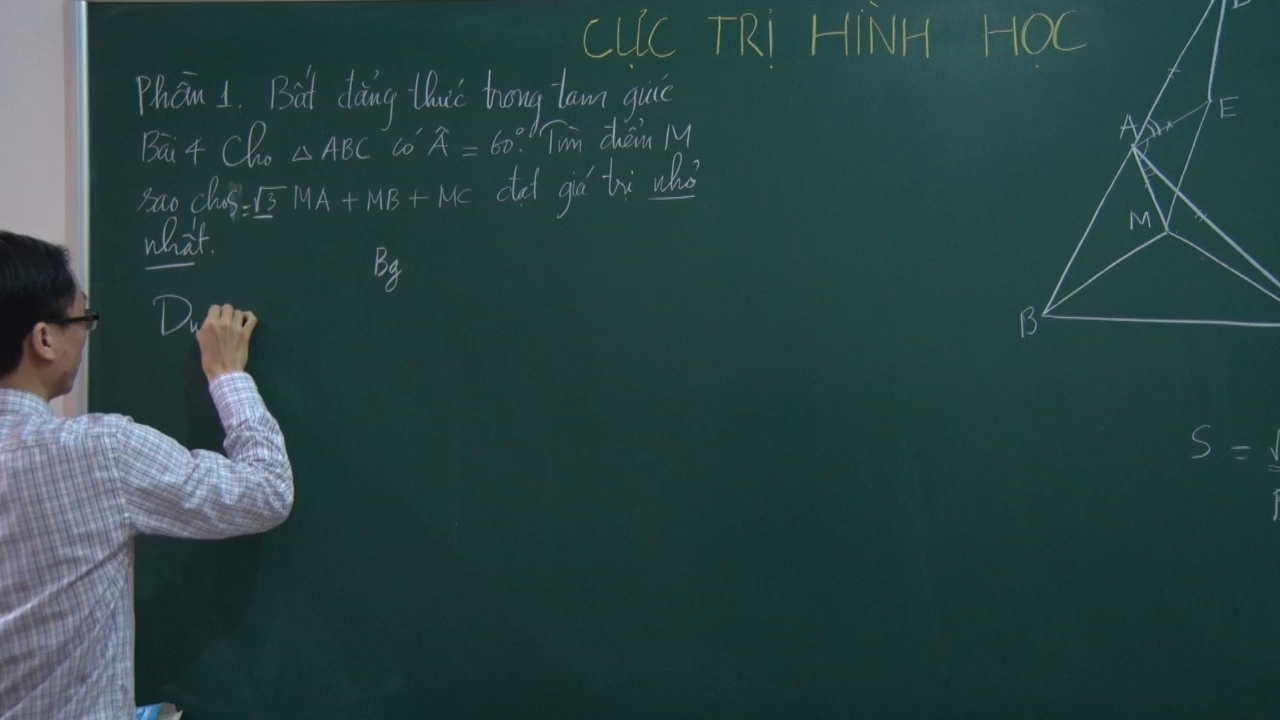 CỰC TRỊ HÌNH HỌC
Phần 1. Bất đẳng thức trong tam giác
Bài 4 Cho △ ABC có Â = 60°. Tìm điểm M
sao cho S = √3 MA + MB + MC đạt giá trị nhỏ
nhất.
Bg
Dư
E
A
M
B
S = √